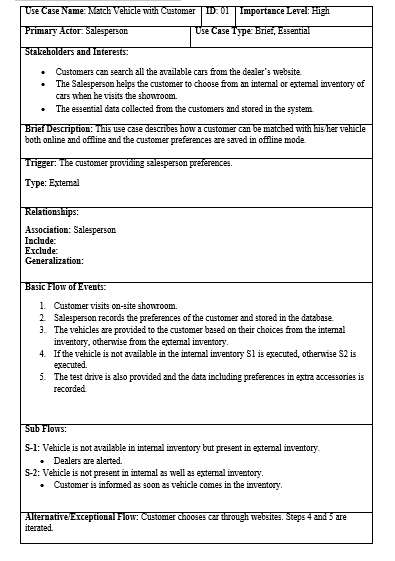 Use Case Name: Match Vehicle with Customer ID: 01 Importance Level: High
Primary Actor: Salesperson Use Case Type: Brief, Essential
Stakeholders and Interests:
• Customers can search all the available cars from the dealer's website.
• The Salesperson helps the customer to choose from an internal or external inventory of
cars when he visits the showroom.
• The essential data collected from the customers and stored in the system.
Brief Description: This use case describes how a customer can be matched with his/her vehicle
both online and offline and the customer preferences are saved in offline mode.
Trigger: The customer providing salesperson preferences.
Type: External
Relationships:
Association: Salesperson
Include:
Exclude:
Generalization:
Basic Flow of Events:
1. Customer visits on-site showroom.
2. Salesperson records the preferences of the customer and stored in the database.
3. The vehicles are provided to the customer based on their choices from the internal
inventory, otherwise from the external inventory.
4. If the vehicle is not available in the internal inventory S1 is executed, otherwise S2 is
executed.
5. The test drive is also provided and the data including preferences in extra accessories is
recorded.
Sub Flows:
S-1: Vehicle is not available in internal inventory but present in external inventory.
• Dealers are alerted.
S-2: Vehicle is not present in internal as well as external inventory.
• Customer is informed as soon as vehicle comes in the inventory.
Alternative/Exceptional Flow: Customer chooses car through websites. Steps 4 and 5 are
iterated.